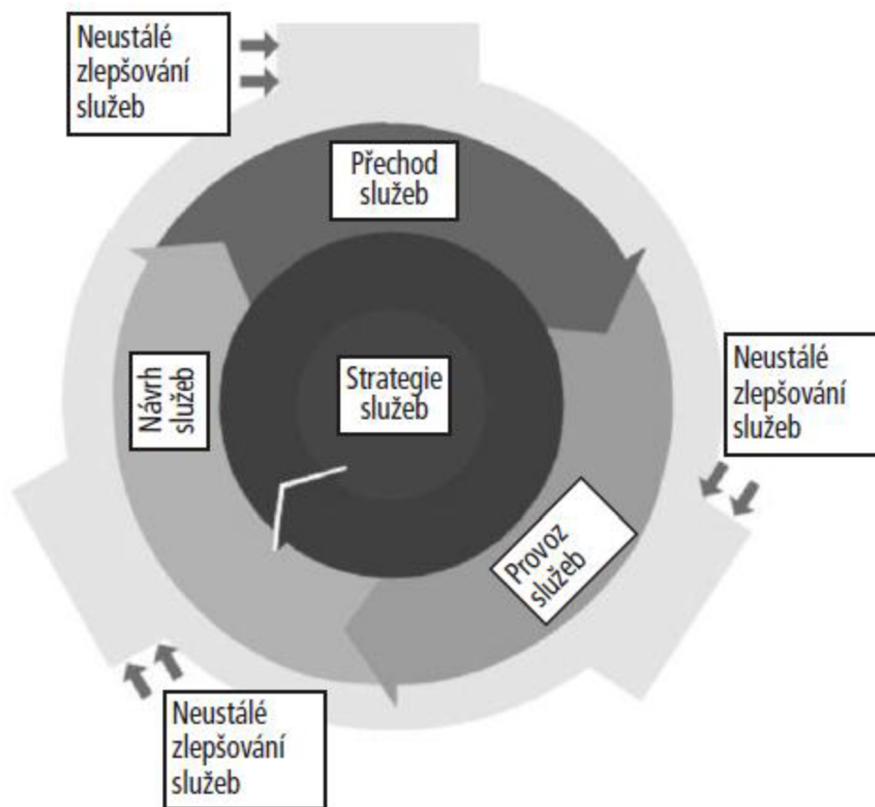 Neustálé
zlepšování
služeb
Přechod
služeb
Neustálé
zlepšování
služeb
Návrh
služeb
Strategie
služeb
Provoz
služeb
Neustálé
zlepšování
služeb